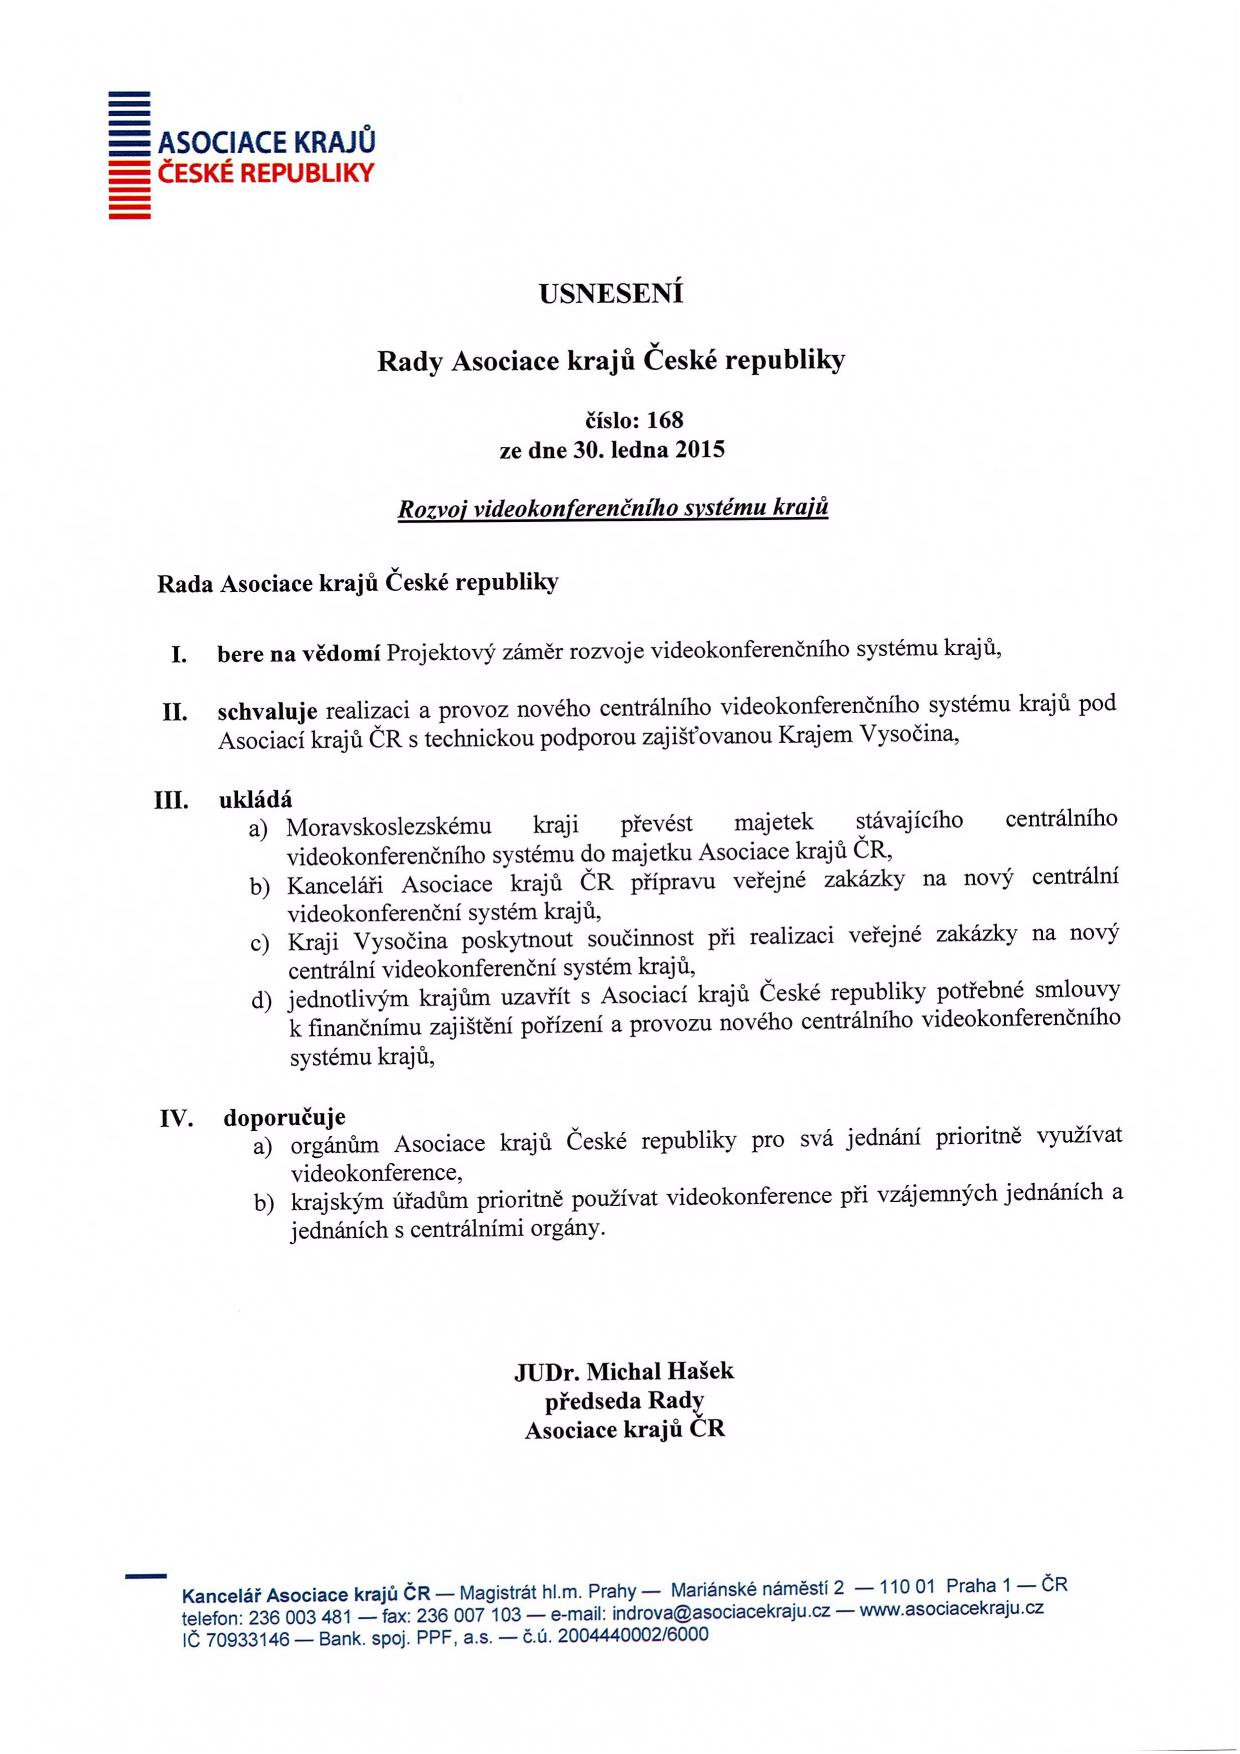 ASOCIACE KRAJŮ
ČESKÉ REPUBLIKY
USNESENÍ
Rady Asociace krajů České republiky
číslo: 168
ze dne 30. ledna 2015
Rozvoj videokonferenčního systému krajů
Rada Asociace krajů České republiky
I. bere na vědomí Projektový záměr rozvoje videokonferenčního systému krajů,
II. schvaluje realizaci a provoz nového centrálního videokonferenčního systému krajů pod
Asociací krajů ČR s technickou podporou zajišťovanou Krajem Vysočina,
III. ukládá
a) Moravskoslezskému kraji převést majetek stávajícího centrálního
videokonferenčního systému do majetku Asociace krajů ČR,
b) Kanceláři Asociace krajů ČR přípravu veřejné zakázky na nový centrální
videokonferenční systém krajů,
c) Kraji Vysočina poskytnout součinnost při realizaci veřejné zakázky na nový
centrální videokonferenční systém krajů,
d) jednotlivým krajům uzavřít s Asociací krajů České republiky potřebné smlouvy
k finančnímu zajištění pořízení a provozu nového centrálního videokonferenčního
systému krajů,
IV. doporučuje
a) orgánům Asociace krajů České republiky pro svá jednání prioritně využívat
videokonference,
b) krajským úřadům prioritně používat videokonference při vzájemných jednáních a
jednáních s centrálními orgány.
JUDr. Michal Hašek
předseda Rady
Asociace krajů ČR
Kancelář Asociace krajů ČR — Magistrát hl.m. Prahy — Mariánské náměstí 2 — 110 01 Praha 1 — ČR
telefon: 236 003 481 — fax: 236 007 103 — e-mail: indrova@asociacekraju.cz — www.asociacekraju.cz
IČ 70933146 — Bank. spoj. PPF, a.s. — č.ú. 2004440002/6000